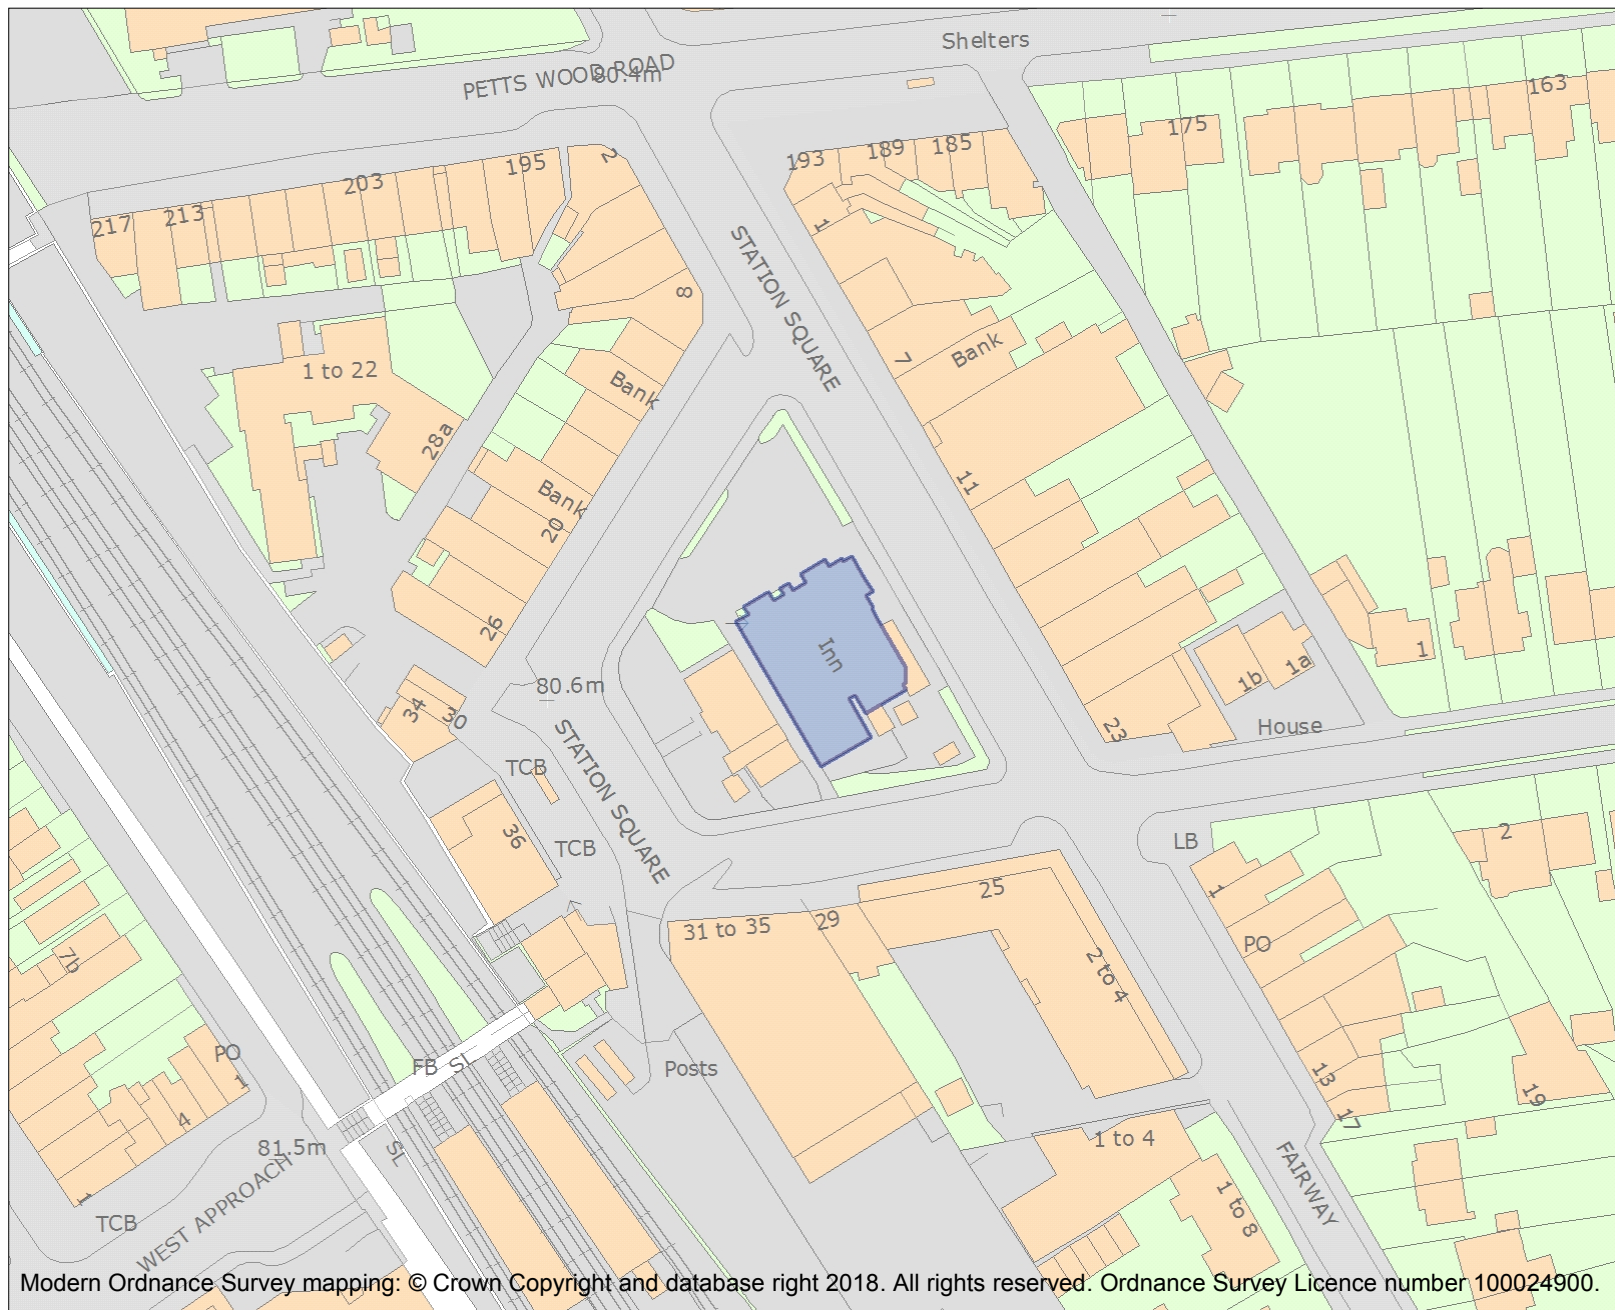 Shelters
PETTS WOOD ROAD
80.4m
163
175
193
189
185
195
2
203
213
217
1
STATION SQUARE
8
7
Bank
Bank
1 to 22
28a
Bank
20
11
26
Inn
80.6m
34
30
1
1a
1b
23
House
TCB
STATION SQUARE
36
TCB
LB
2
1
25
29
31 to 35
PO
2 to 4
7b
PO
1
4
FB
SL
Posts
13
17
19
81.5m
SL
1 to 4
WEST APPROACH
1
TCB
FAIRWAY
1 to 8
Modern Ordnance Survey mapping: © Crown Copyright and database right 2018. All rights reserved. Ordnance Survey Licence number 100024900.